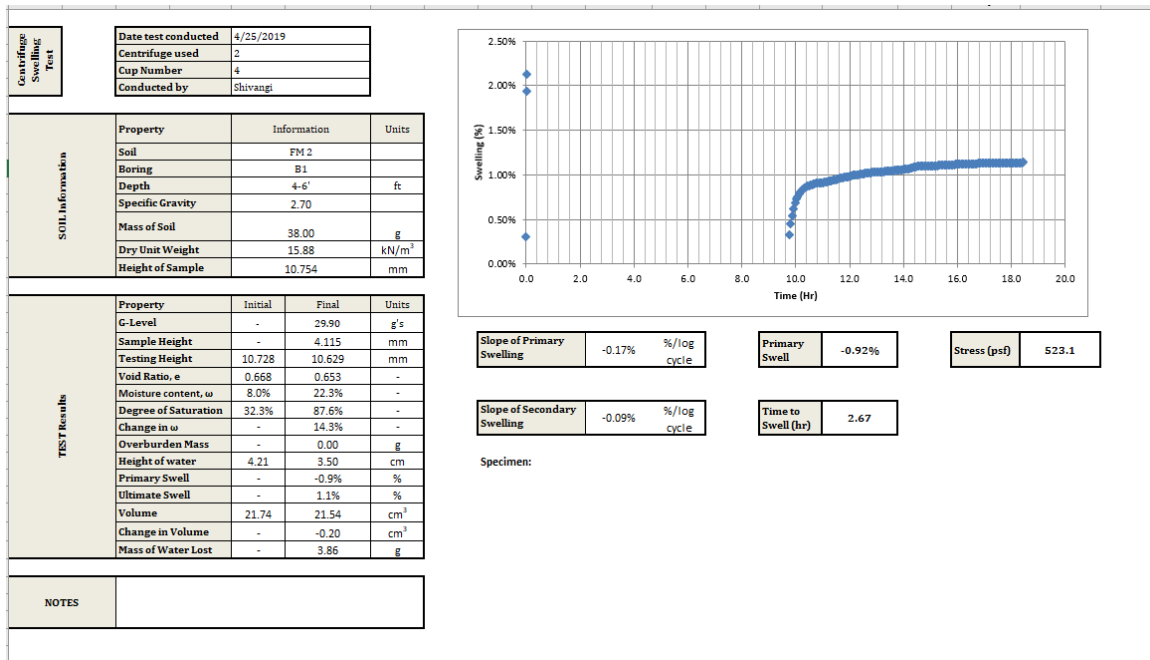 Centrifuge
Swelling
Test
Date test conducted 4/25/2019
Centrifuge used 2
Cup Number 4
Conducted by Shivangi
SOIL Information
Property Information Units
Soil FM 2
Boring B1
Depth 4-6' ft
Specific Gravity 2.70
Mass of Soil 38.00 g
Dry Unit Weight 15.88 kN/m³
Height of Sample 10.754 mm
TEST Results
Property Initial Final Units
G-Level - 29.90 g's
Sample Height - 4.115 mm
Testing Height 10.728 10.629 mm
Void Ratio, e 0.668 0.653 -
Moisture content, ω 8.0% 22.3% -
Degree of Saturation 32.3% 87.6% -
Change in ω - 14.3% -
Overburden Mass - 0.00 g
Height of water 4.21 3.50 cm
Primary Swell - -0.9% %
Ultimate Swell - 1.1% %
Volume 21.74 21.54 cm³
Change in Volume - -0.20 cm³
Mass of Water Lost - 3.86 g
NOTES
Swelling (%)
2.50%
2.00%
1.50%
1.00%
0.50%
0.00%
0.0 2.0 4.0 6.0 8.0 10.0 12.0 14.0 16.0 18.0 20.0
Time (Hr)
Slope of Primary
Swelling -0.17% %/log
cycle
Primary
Swell -0.92%
Stress (psf) 523.1
Slope of Secondary
Swelling -0.09% %/log
cycle
Time to
Swell (hr) 2.67
Specimen: